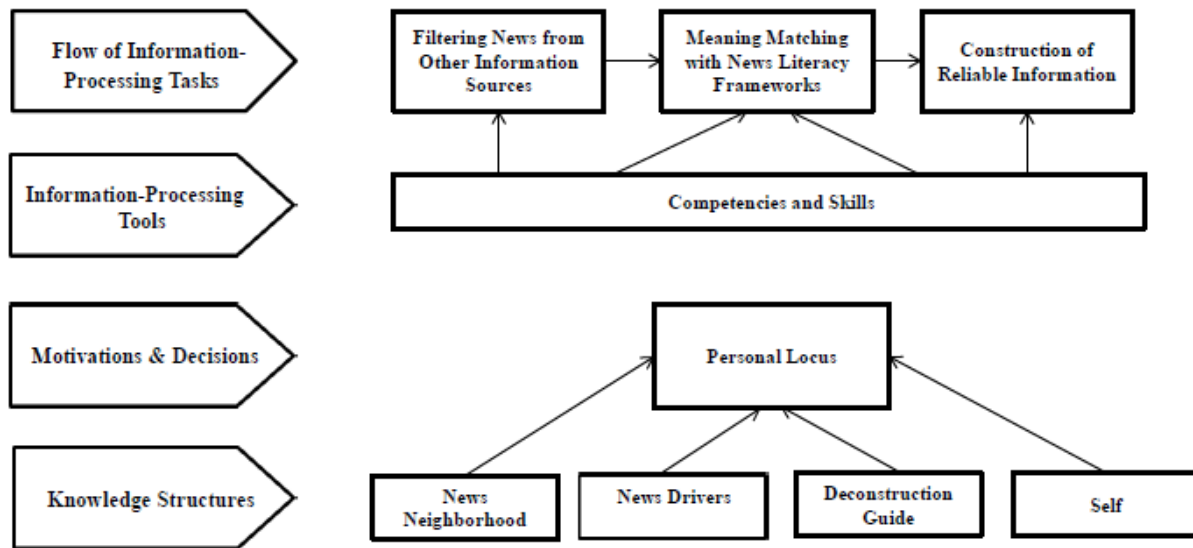 Flow of Information-
Processing Tasks
Filtering News from
Other Information
Sources
Meaning Matching
with News Literacy
Frameworks
Construction of
Reliable Information
Information-Processing
Tools
Competencies and Skills
Motivations & Decisions
Personal Locus
Knowledge Structures
News
Neighborhood
News Drivers
Deconstruction
Guide
Self